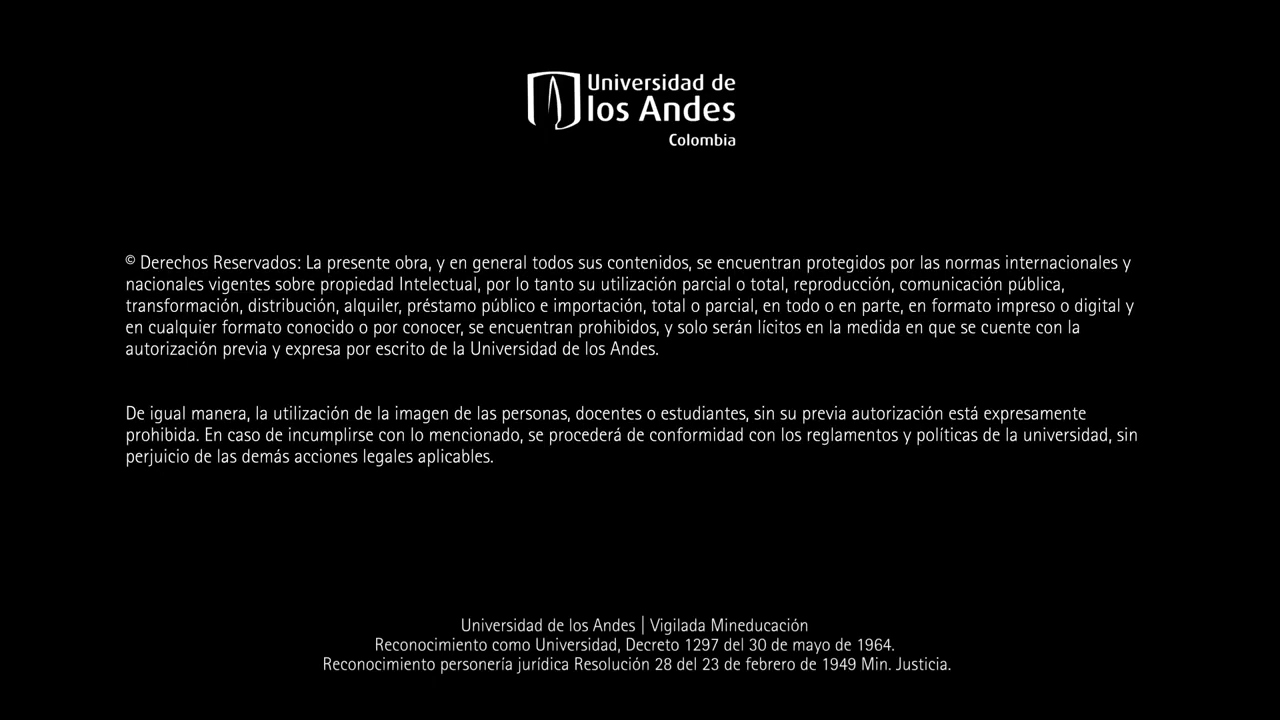 Universidad de
los Andes
Colombia
© Derechos Reservados: La presente obra, y en general todos sus contenidos, se encuentran protegidos por las normas internacionales y
nacionales vigentes sobre propiedad Intelectual, por lo tanto su utilización parcial o total, reproducción, comunicación pública,
transformación, distribución, alquiler, préstamo público e importación, total o parcial, en todo o en parte, en formato impreso o digital y
en cualquier formato conocido o por conocer, se encuentran prohibidos, y solo serán lícitos en la medida en que se cuente con la
autorización previa y expresa por escrito de la Universidad de los Andes.
De igual manera, la utilización de la imagen de las personas, docentes o estudiantes, sin su previa autorización está expresamente
prohibida. En caso de incumplirse con lo mencionado, se procederá de conformidad con los reglamentos y políticas de la universidad, sin
perjuicio de las demás acciones legales aplicables.
Universidad de los Andes | Vigilada Mineducación
Reconocimiento como Universidad, Decreto 1297 del 30 de mayo de 1964.
Reconocimiento personería jurídica Resolución 28 del 23 de febrero de 1949 Min. Justicia.